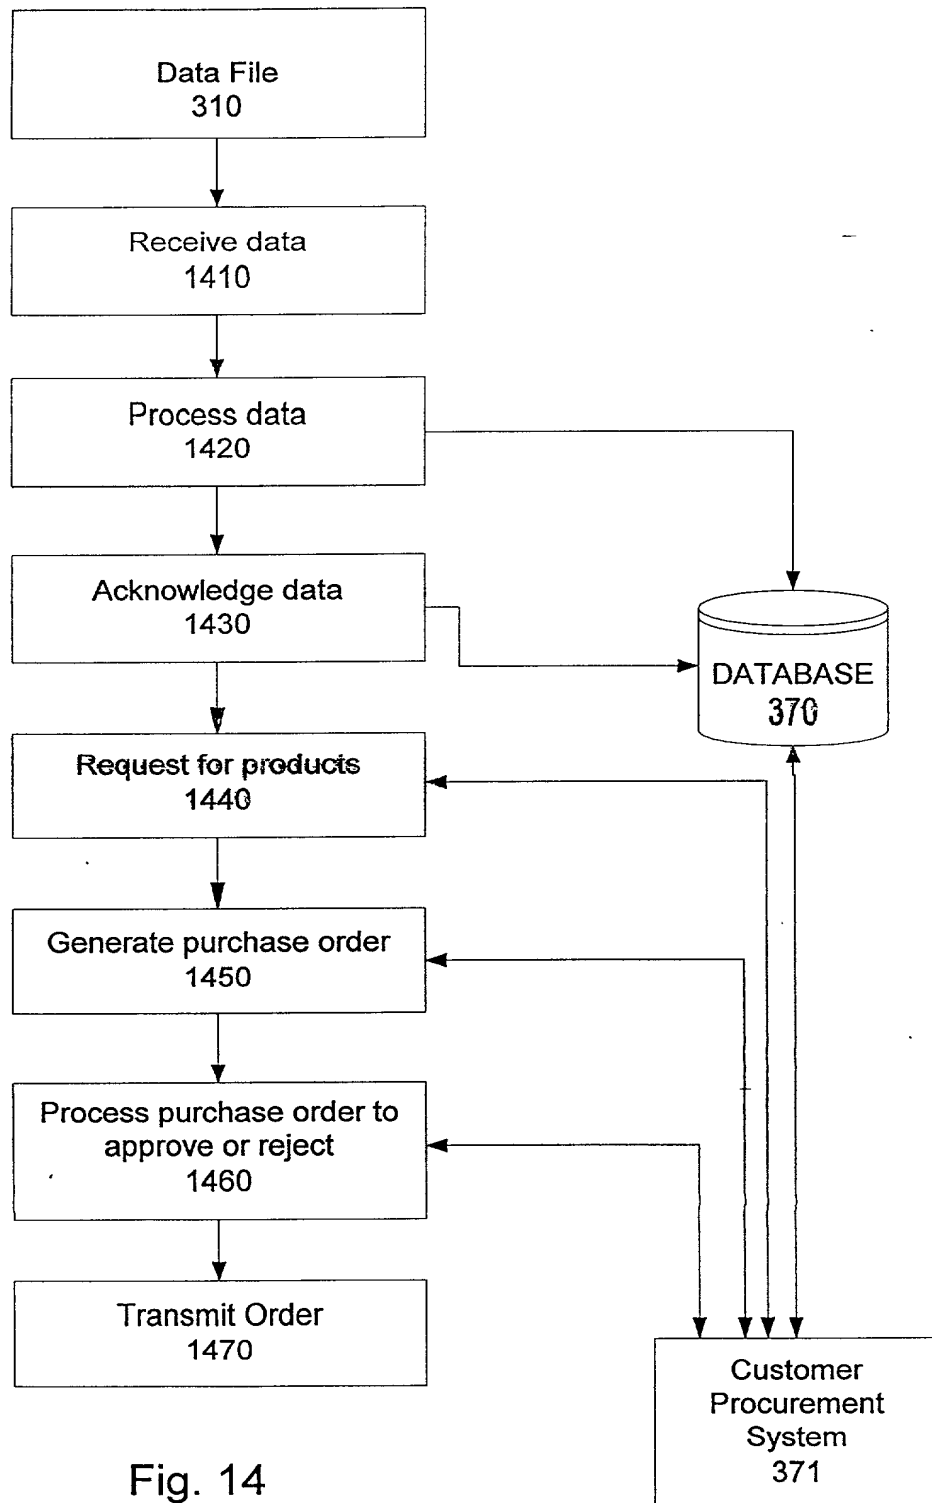 Data File
310
Receive data
1410
Process data
1420
Acknowledge data
1430
DATABASE
370
Request for products
1440
Generate purchase order
1450
Process purchase order to
approve or reject
1460
Transmit Order
1470
Customer
Procurement
System
371
Fig. 14